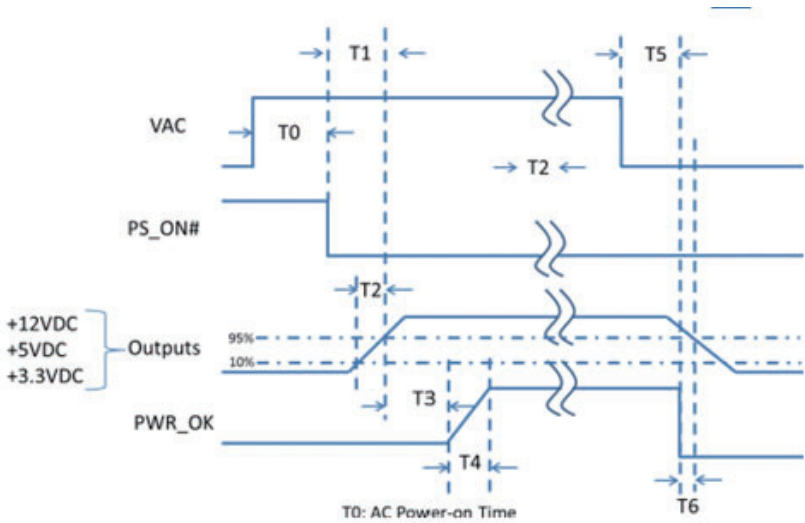 T1
T5
VAC
T0
T2
PS_ON#
T2
+12VDC
+5VDC
+3.3VDC
Outputs
95%
10%
T3
PWR_OK
T4
T6
T0: AC Power-on Time